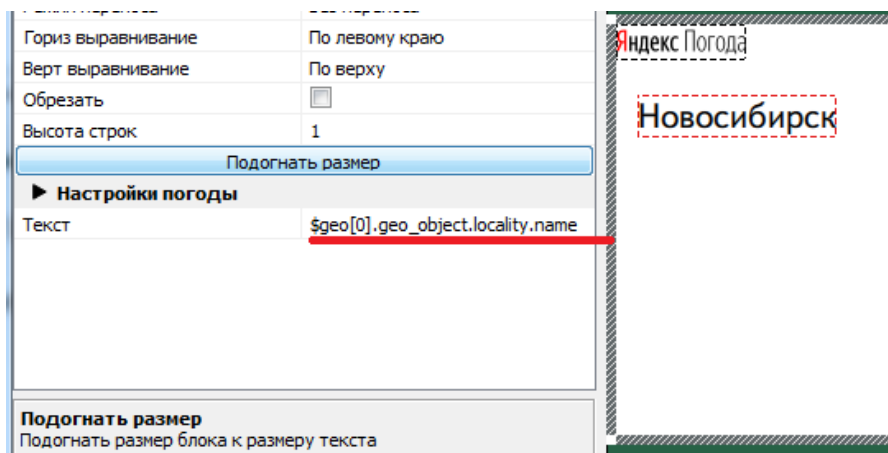 Гориз выравнивание По левому краю
Верт выравнивание По верху
Обрезать
Высота строк 1
Подогнать размер
Настройки погоды
Текст $geo[0].geo_object.locality.name
Подогнать размер
Подогнать размер блока к размеру текста
Яндекс Погода
Новосибирск